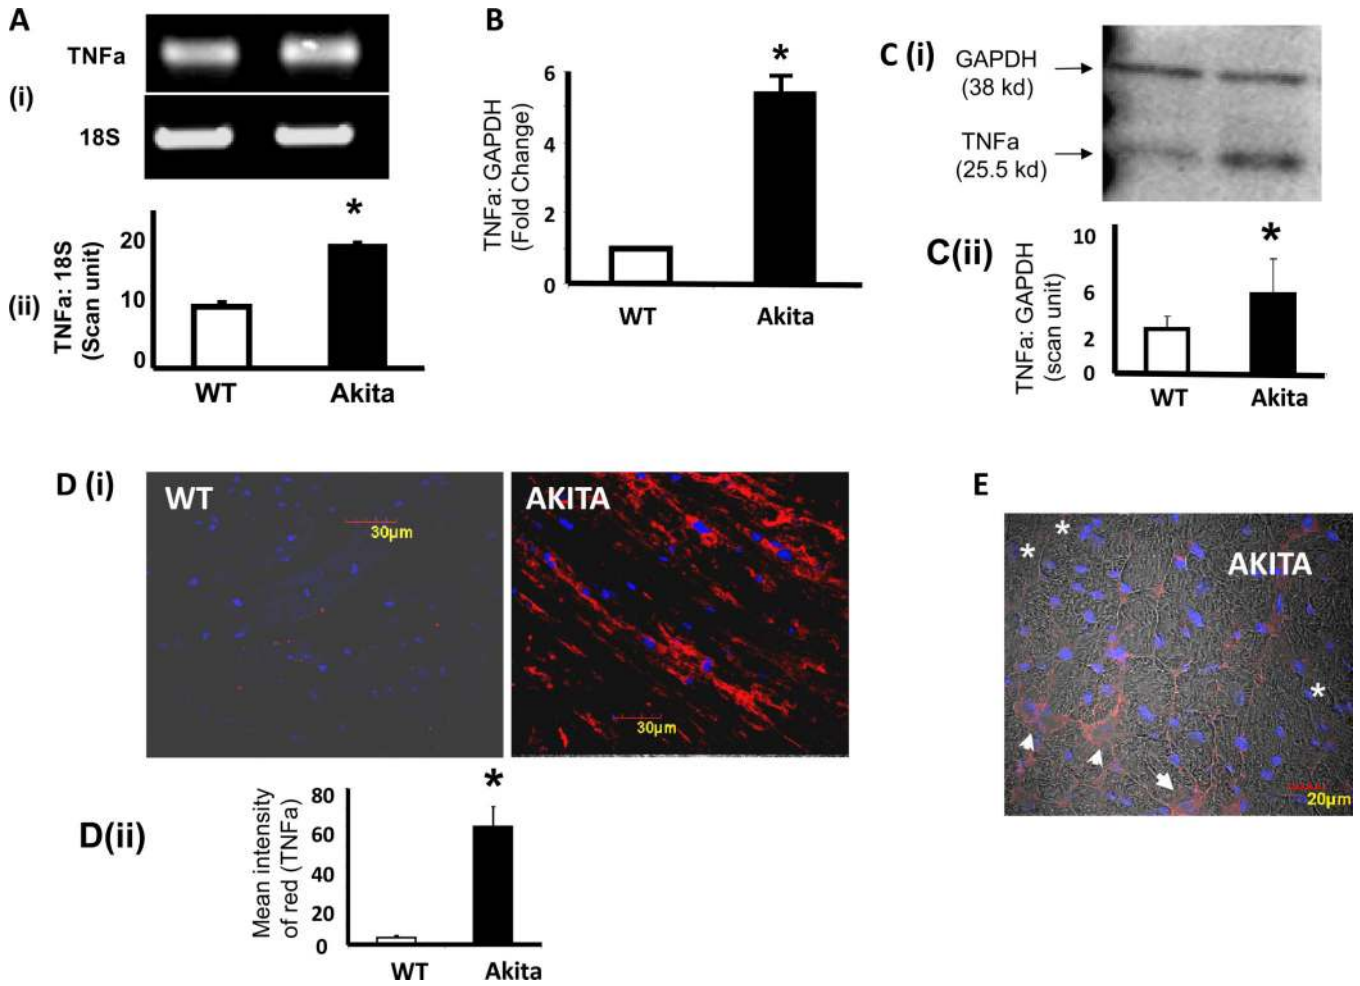 A
TNFa
(i)
18S
(ii)
TNFa: 18S
(Scan unit)
20
10
0
*
WT
Akita
B
TNFa: GAPDH
(Fold Change)
6
4
2
0
*
WT
Akita
C (i)
GAPDH
(38 kd)
TNFa
(25.5 kd)
C(ii)
TNFa: GAPDH
(scan unit)
10
6
2
0
*
WT
Akita
D (i)
WT
30µm
AKITA
30µm
D(ii)
Mean intensity
of red (TNFa)
80
60
40
20
0
*
WT
Akita
E
*
*
AKITA
*
20µm